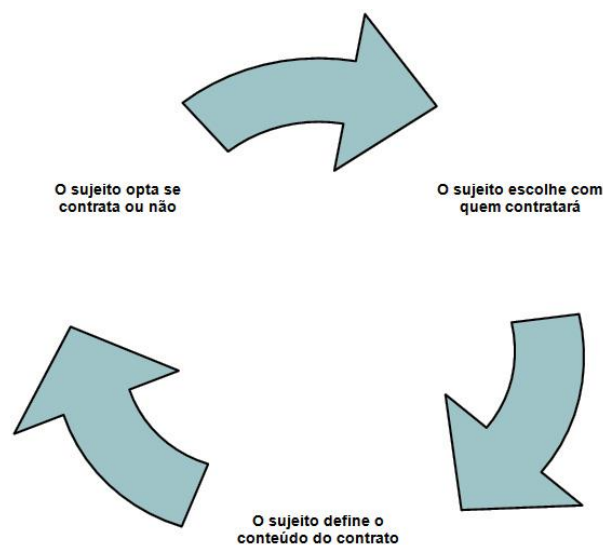 O sujeito opta se
contrata ou não
O sujeito escolhe com
quem contratará
O sujeito define o
conteúdo do contrato